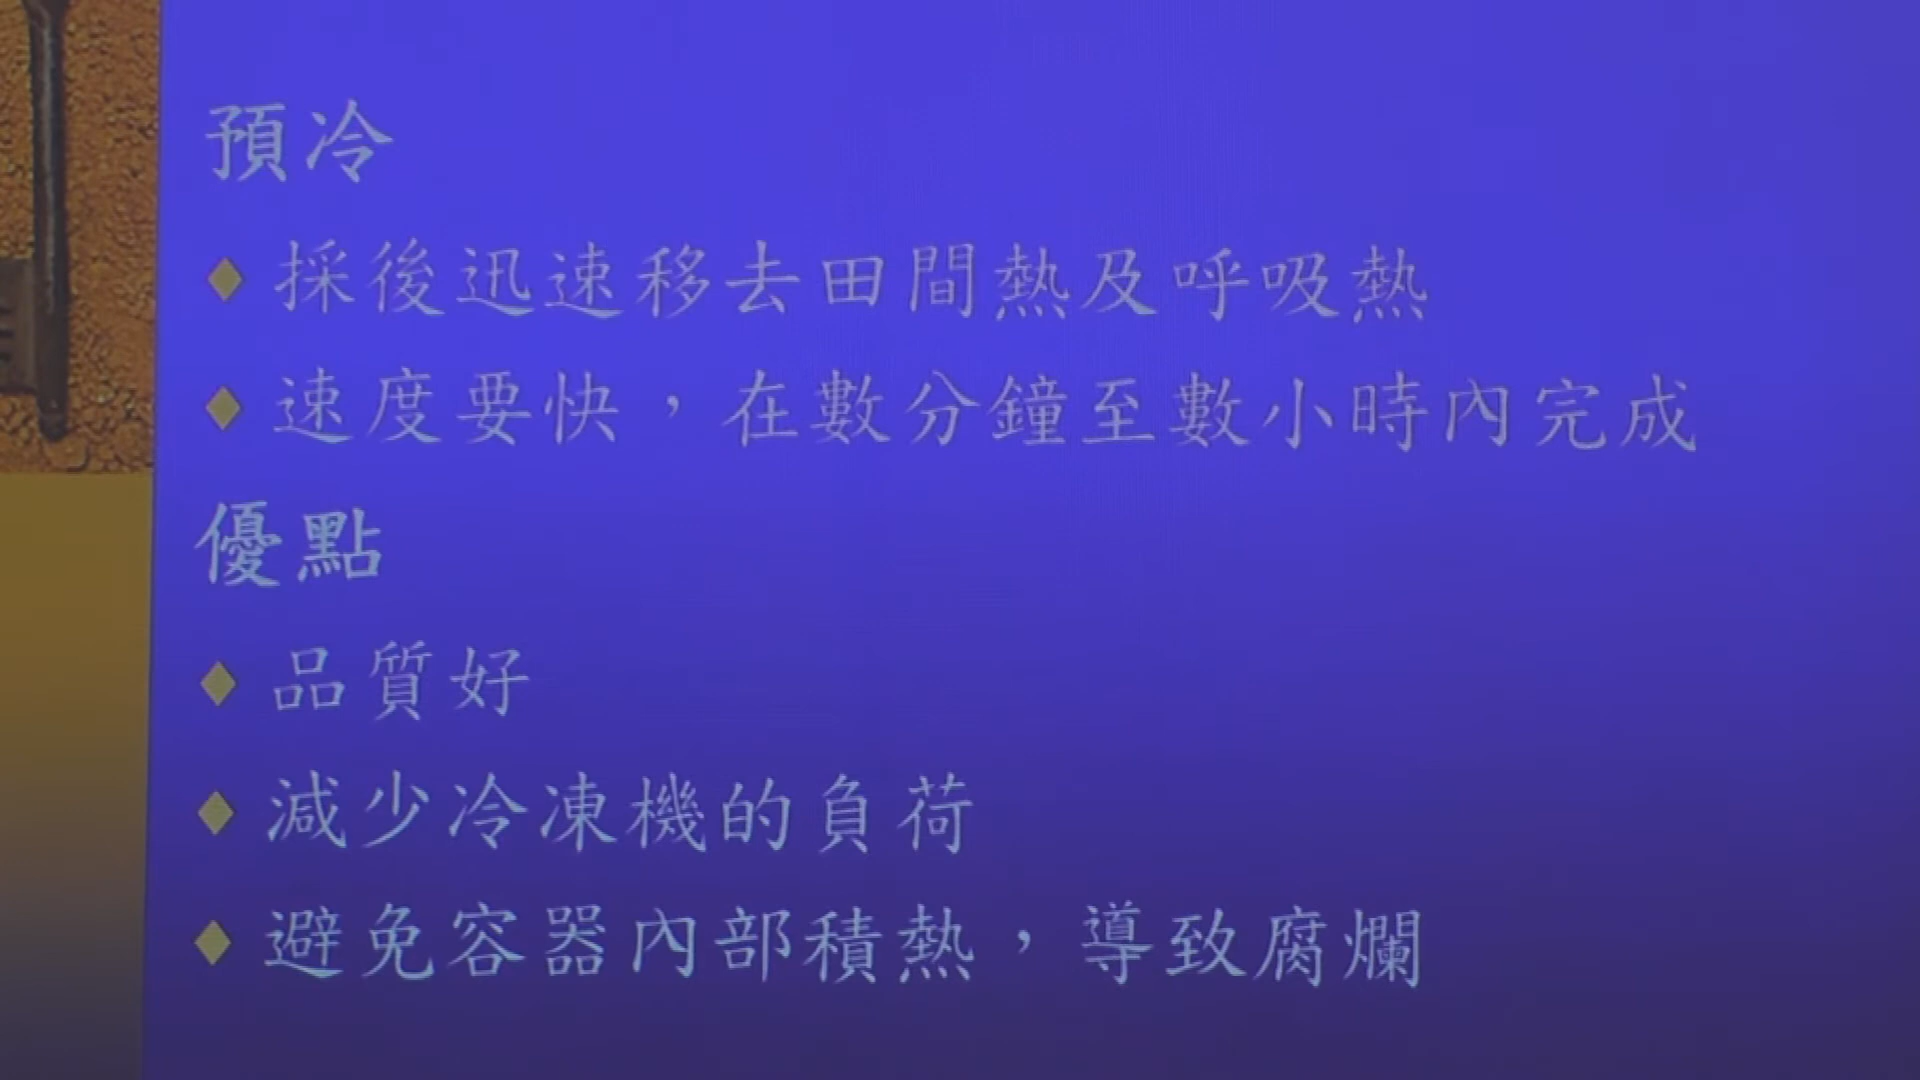 預冷
採後迅速移去田間熱及呼吸熱
速度要快，在數分鐘至數小時內完成
優點
品質好
減少冷凍機的負荷
避免容器內部積熱，導致腐爛